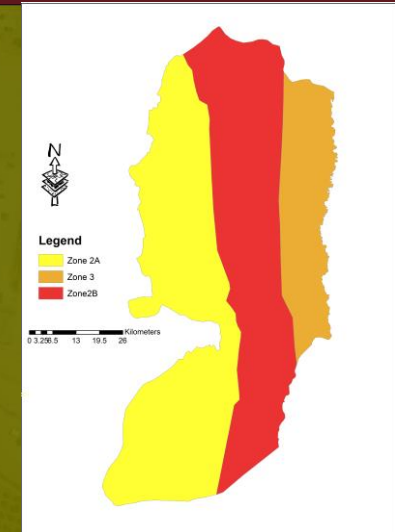 N
Legend
Zone 2A
Zone 3
Zone2B
Kilometers
0 3.25 6.5 13 19.5 26